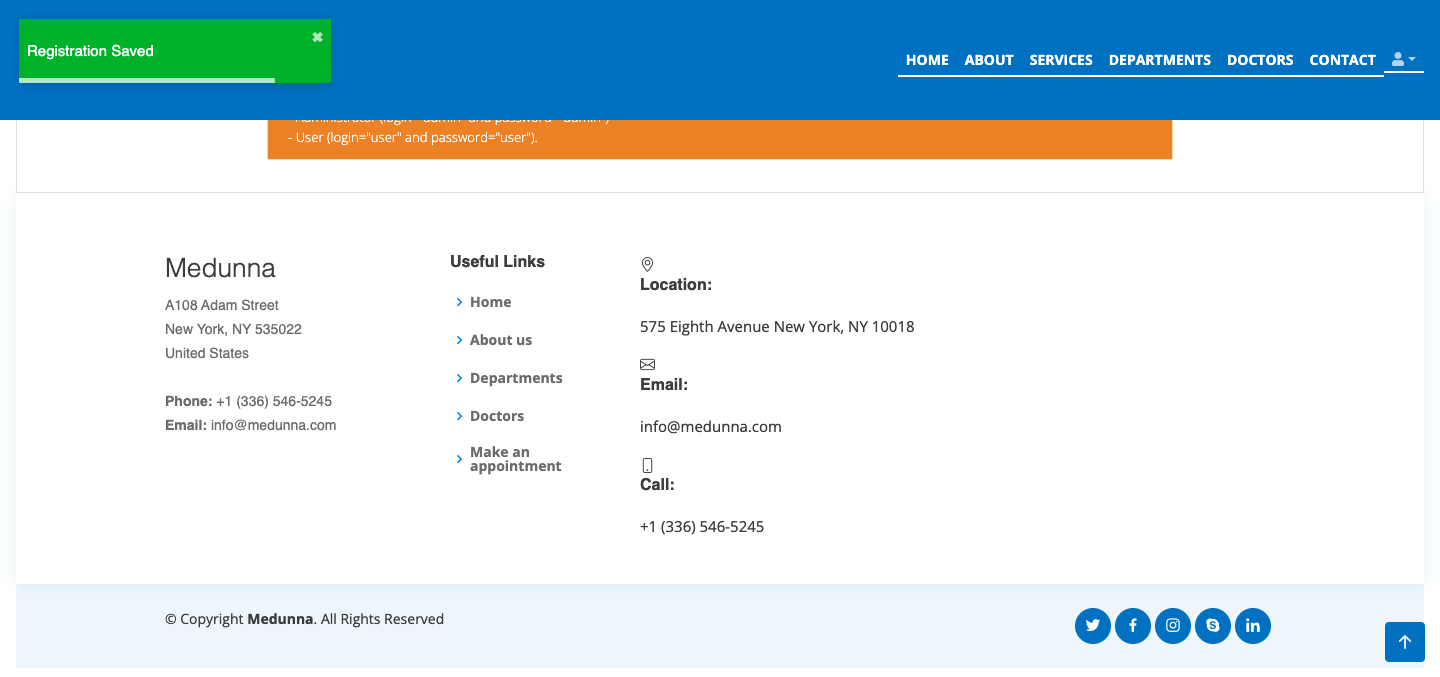 Registration Saved
HOME ABOUT SERVICES DEPARTMENTS DOCTORS CONTACT
- User (login="user" and password="user").
Medunna
A108 Adam Street
New York, NY 535022
United States
Phone: +1 (336) 546-5245
Email: info@medunna.com
Useful Links
Home
About us
Departments
Doctors
Make an
appointment
Location:
575 Eighth Avenue New York, NY 10018
Email:
info@medunna.com
Call:
+1 (336) 546-5245
© Copyright Medunna. All Rights Reserved